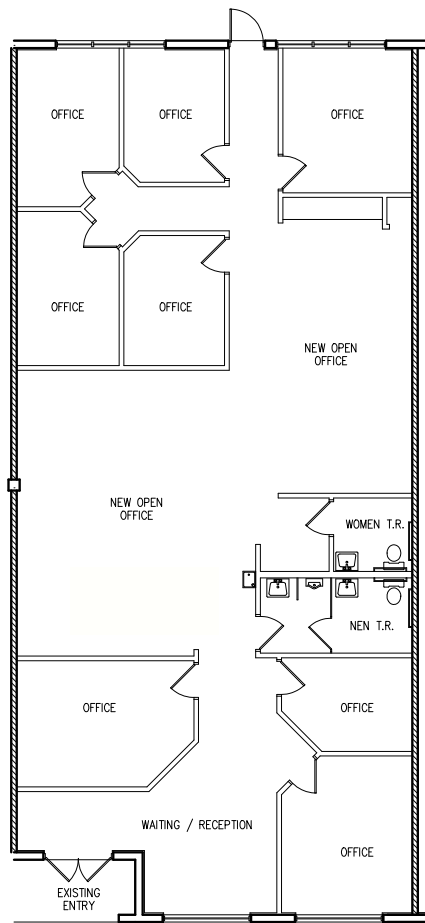 OFFICE
OFFICE
OFFICE
OFFICE
OFFICE
NEW OPEN
OFFICE
NEW OPEN
OFFICE
WOMEN T.R.
NEN T.R.
OFFICE
OFFICE
WAITING / RECEPTION
OFFICE
EXISTING
ENTRY